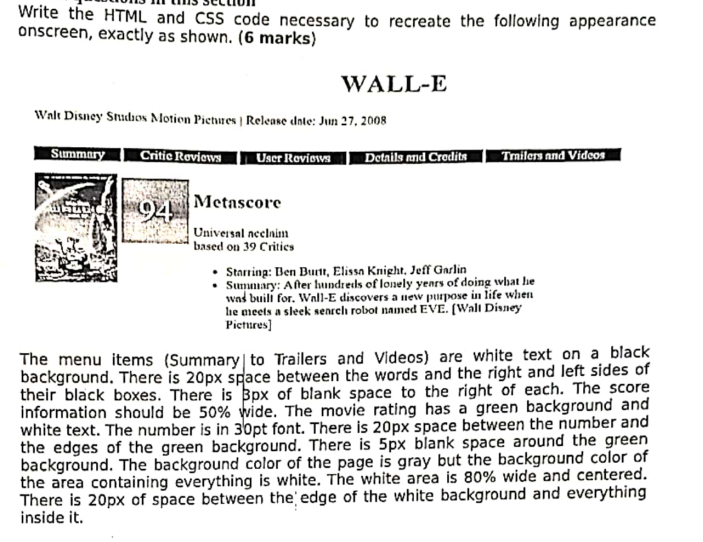 questions in this section
Write the HTML and CSS code necessary to recreate the following appearance
onscreen, exactly as shown. (6 marks)
WALL-E
Walt Disney Studios Motion Pictures | Release date: Jun 27, 2008
Summary Critic Reviews User Reviews Details and Credits Trailers and Videos
94
Metascore
Universal acclaim
based on 39 Critics
• Starring: Ben Burtt, Elissa Knight, Jeff Garlin
• Summary: After hundreds of lonely years of doing what he
was built for, Wall-E discovers a new purpose in life when
he meets a sleek search robot named EVE. [Walt Disney
Pictures]
The menu items (Summary to Trailers and Videos) are white text on a black
background. There is 20px space between the words and the right and left sides of
their black boxes. There is 3px of blank space to the right of each. The score
information should be 50% wide. The movie rating has a green background and
white text. The number is in 30pt font. There is 20px space between the number and
the edges of the green background. There is 5px blank space around the green
background. The background color of the page is gray but the background color of
the area containing everything is white. The white area is 80% wide and centered.
There is 20px of space between the edge of the white background and everything
inside it.